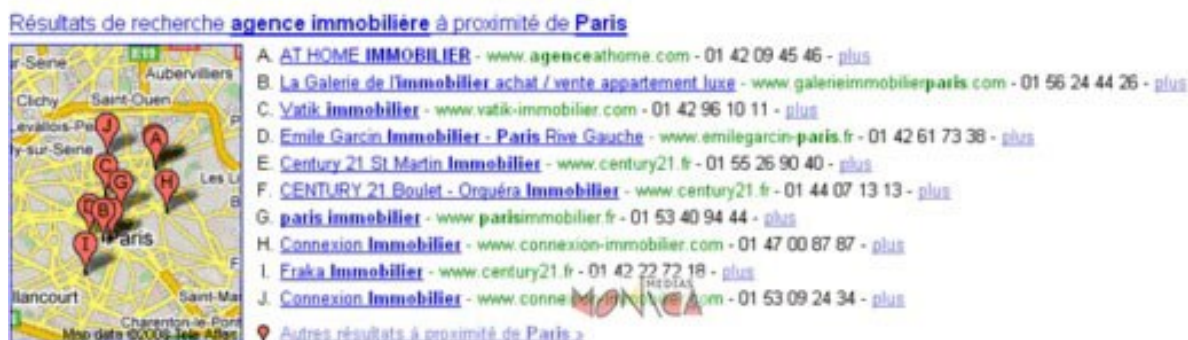 Résultats de recherche agence immobilière à proximité de Paris
A. AT HOME IMMOBILIER - www.agenceathome.com - 01 42 09 45 46 - plus
B. La Galerie de l'immobilier achat / vente appartement luxe - www.galerieimmobilierparis.com - 01 56 24 44 26 - plus
C. Vatik immobilier - www.vatik-immobilier.com - 01 42 96 10 11 - plus
D. Emile Garcin Immobilier - Paris Rive Gauche - www.emilegarcin-paris.fr - 01 42 61 73 38 - plus
E. Century 21 St Martin Immobilier - www.century21.fr - 01 55 26 90 40 - plus
F. CENTURY 21 Boulet - Orquéra Immobilier - www.century21.fr - 01 44 07 13 13 - plus
G. paris immobilier - www.parisimmobilier.fr - 01 53 40 94 44 - plus
H. Connexion Immobilier - www.connexion-immobilier.com - 01 47 00 87 87 - plus
I. Fraka Immobilier - www.century21.fr - 01 42 22 72 18 - plus
J. Connexion Immobilier - 01 53 09 24 34 - plus
Autres résultats à proximité de Paris »
MONICA MEDIAS
Aubervilliers
Clichy
Saint-Ouen
J
A
C
G
H
B
I
Paris
Charenton-le-Pont
Map data ©2008 Tele Atlas